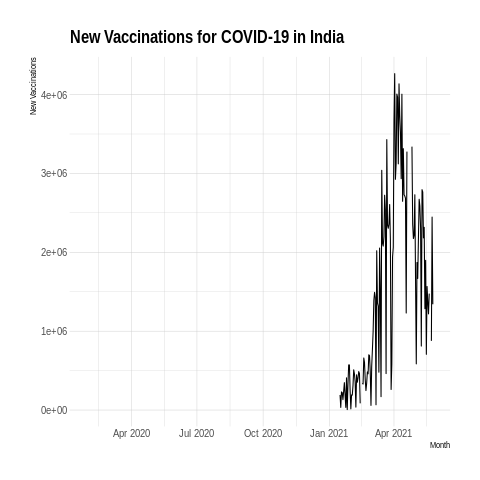 New Vaccinations for COVID-19 in India
New Vaccinations
4e+06
3e+06
2e+06
1e+06
0e+00
Apr 2020 Jul 2020 Oct 2020 Jan 2021 Apr 2021
Month